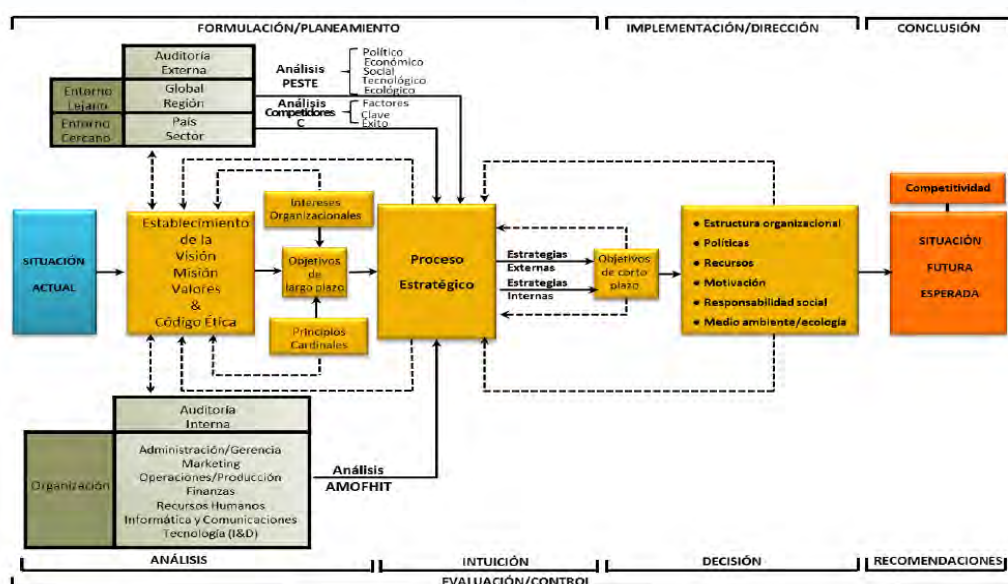 FORMULACIÓN/PLANEAMIENTO
IMPLEMENTACIÓN/DIRECCIÓN
CONCLUSIÓN
Auditoría
Externa
Entorno
Lejano
Global
Región
Entorno
Cercano
País
Sector
Análisis
PESTE
Político
Económico
Social
Tecnológico
Ecológico
Análisis
Competidores
C
Factores
Clave
Éxito
SITUACIÓN
ACTUAL
Establecimiento
de la
Visión
Misión
Valores
&
Código Ética
Intereses
Organizacionales
Objetivos
de
largo plazo
Principios
Cardinales
Proceso
Estratégico
Estrategias
Externas
Estrategias
Internas
Objetivos
de corto
plazo
• Estructura organizacional
• Políticas
• Recursos
• Motivación
• Responsabilidad social
• Medio ambiente/ecología
Competitividad
SITUACIÓN
FUTURA
ESPERADA
Auditoría
Interna
Organización
Administración/Gerencia
Marketing
Operaciones/Producción
Finanzas
Recursos Humanos
Informática y Comunicaciones
Tecnología (I&D)
Análisis
AMOFHIT
ANÁLISIS
INTUICIÓN
DECISIÓN
RECOMENDACIONES
EVALUACIÓN/CONTROL